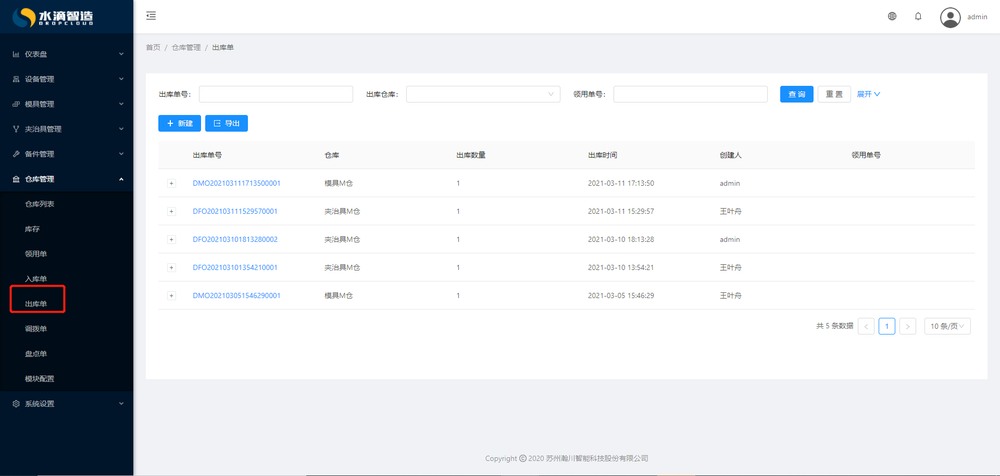 水滴智造
DROPCLOUD
admin
仪表盘
设备管理
模具管理
夹治具管理
备件管理
仓库管理
仓库列表
库存
领用单
入库单
出库单
调拨单
盘点单
模块配置
系统设置
首页 / 仓库管理 / 出库单
出库单号： 出库仓库： 领用单号： 查 询 重 置 展开
新建 导出
出库单号 仓库 出库数量 出库时间 创建人 领用单号
+ DMO202103111713500001 模具M仓 1 2021-03-11 17:13:50 admin
+ DFO202103111529570001 夹治具M仓 1 2021-03-11 15:29:57 王叶舟
+ DFO202103101813280002 夹治具M仓 1 2021-03-10 18:13:28 admin
+ DFO202103101354210001 夹治具M仓 1 2021-03-10 13:54:21 王叶舟
+ DMO202103051546290001 模具M仓 1 2021-03-05 15:46:29 王叶舟
共 5 条数据 < 1 > 10 条/页
Copyright © 2020 苏州瀚川智能科技股份有限公司